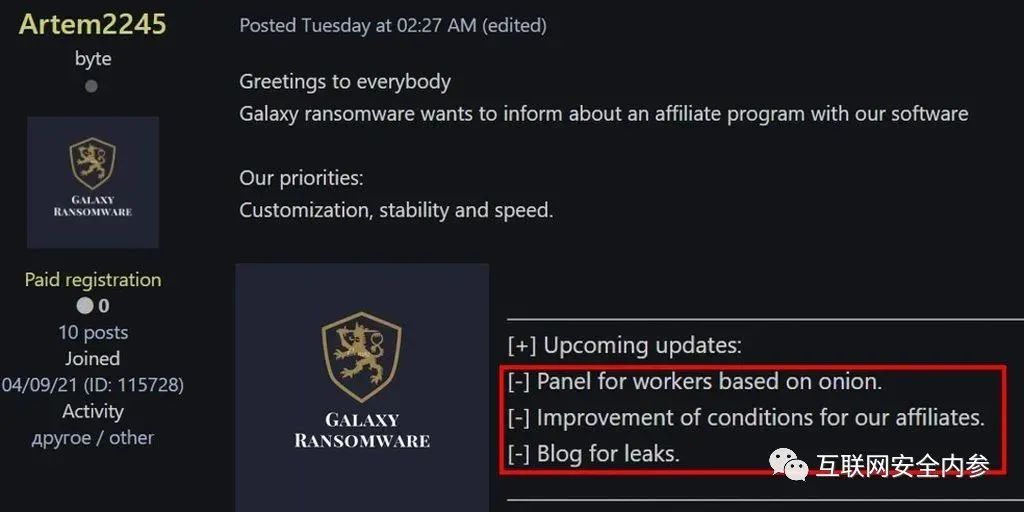 Artem2245
byte
GALAXY
RANSOMWARE
Paid registration
0
10 posts
Joined
04/09/21 (ID: 115728)
Activity
другое / other
Posted Tuesday at 02:27 AM (edited)
Greetings to everybody
Galaxy ransomware wants to inform about an affiliate program with our software
Our priorities:
Customization, stability and speed.
GALAXY
RANSOMWARE
[+] Upcoming updates:
[-] Panel for workers based on onion.
[-] Improvement of conditions for our affiliates.
[-] Blog for leaks.
互联网安全内参